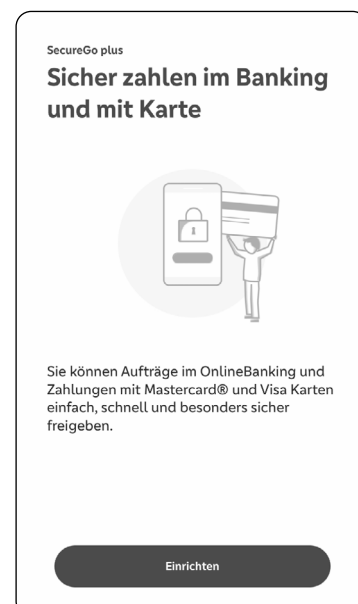 SecureGo plus
Sicher zahlen im Banking
und mit Karte
Sie können Aufträge im OnlineBanking und
Zahlungen mit Mastercard® und Visa Karten
einfach, schnell und besonders sicher
freigeben.
Einrichten